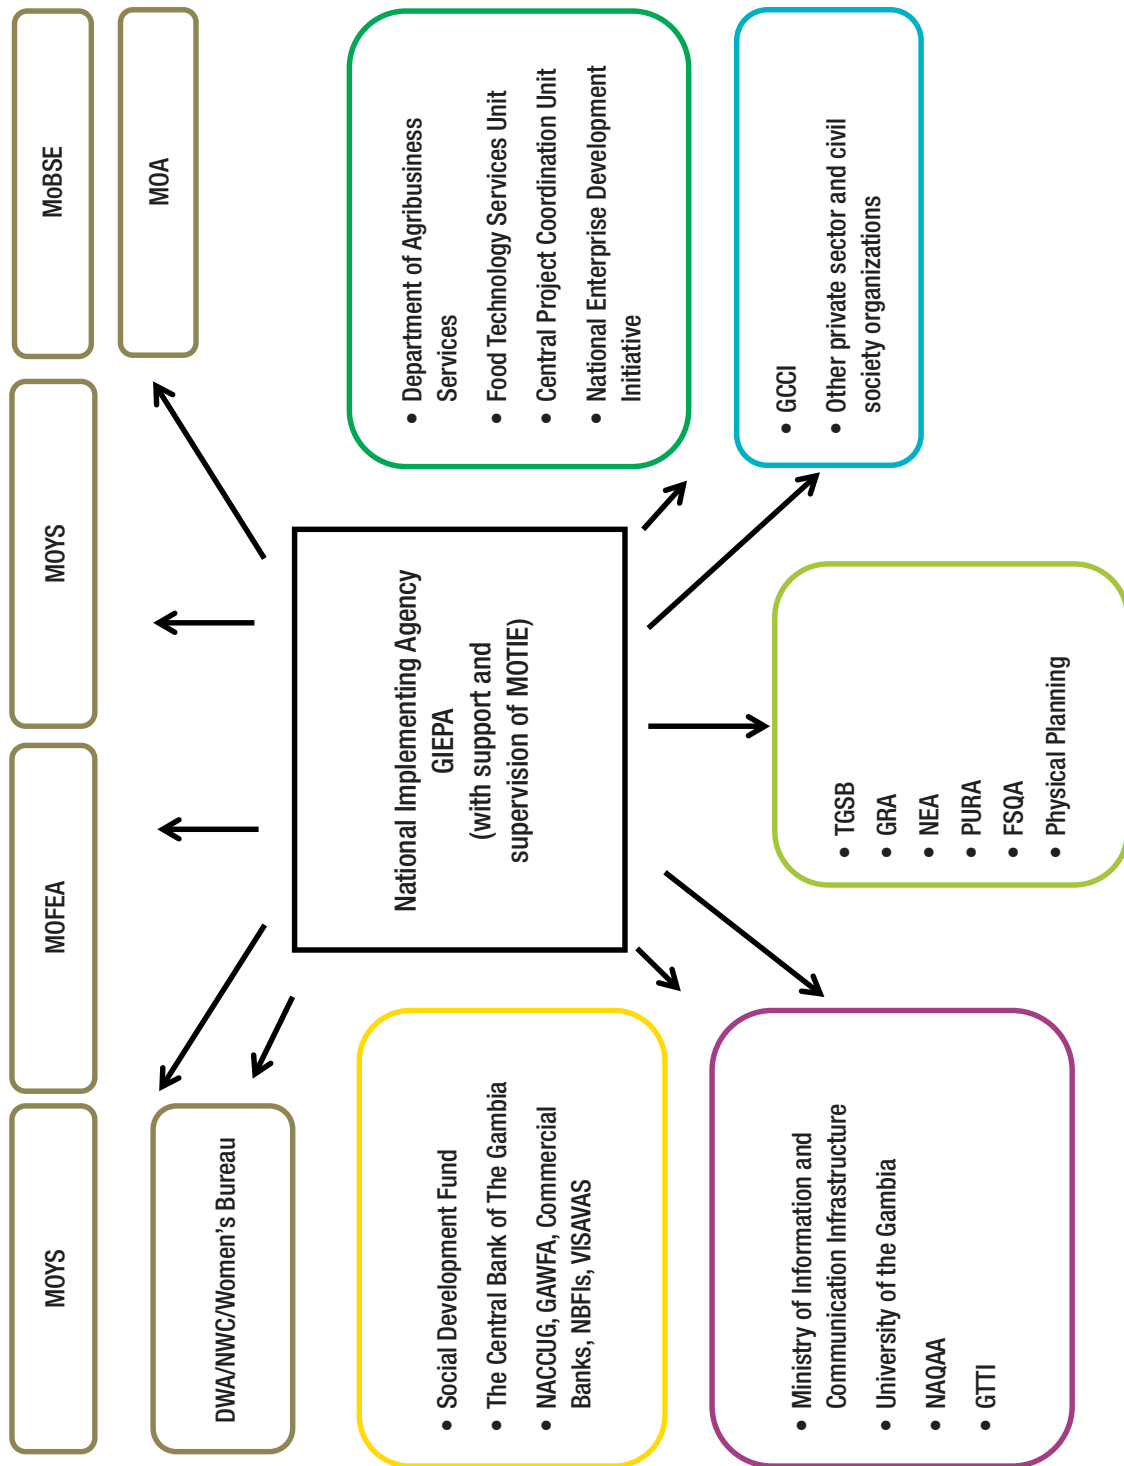 MOYS
MOFEA
MOYS
MoBSE
DWA/NWC/Women's Bureau
MOA
National Implementing Agency
GIEPA
(with support and
supervision of MOTIE)
• Social Development Fund
• The Central Bank of The Gambia
• NACCUG, GAWFA, Commercial
Banks, NBFIs, VISAVAS
• Department of Agribusiness
Services
• Food Technology Services Unit
• Central Project Coordination Unit
• National Enterprise Development
Initiative
• Ministry of Information and
Communication Infrastructure
• University of the Gambia
• NAQAA
• GTTI
• TGSB
• GRA
• NEA
• PURA
• FSQA
• Physical Planning
• GCCI
• Other private sector and civil
society organizations